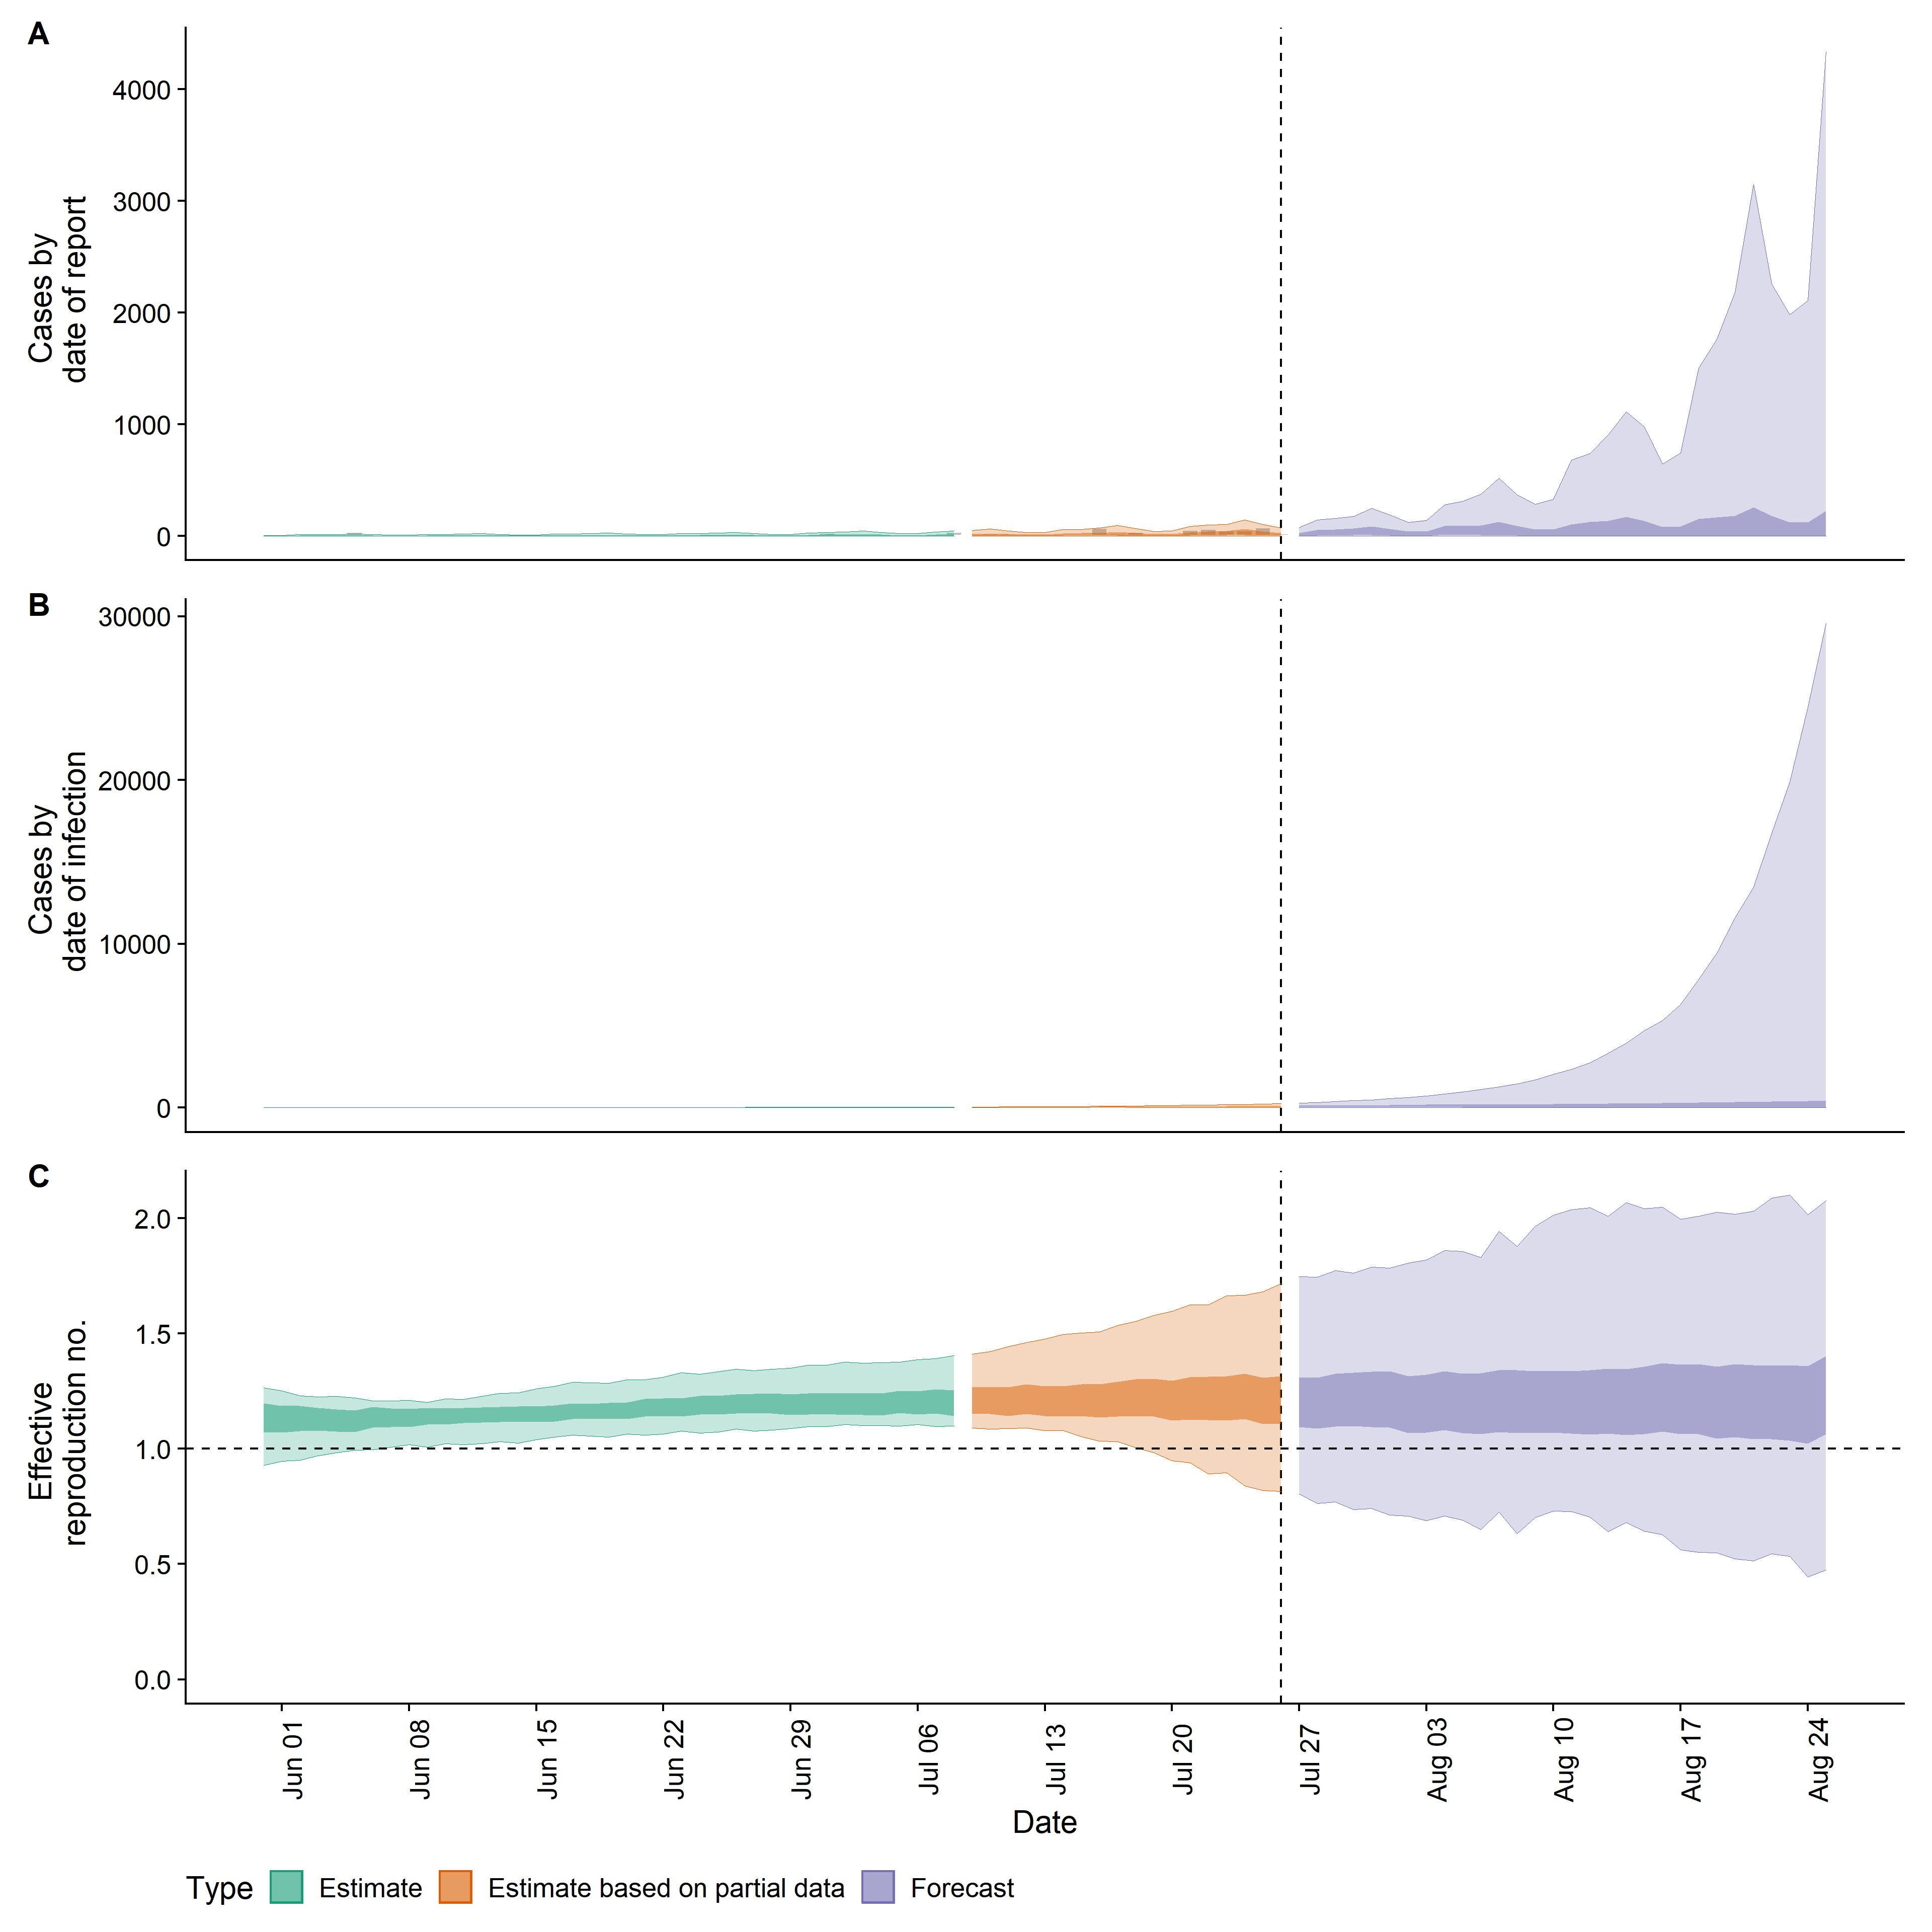 A
Cases by
date of report
4000
3000
2000
1000
0
B
Cases by
date of infection
30000
20000
10000
0
C
Effective
reproduction no.
2.0
1.5
1.0
0.5
0.0
Jun 01
Jun 08
Jun 15
Jun 22
Jun 29
Jul 06
Jul 13
Jul 20
Jul 27
Aug 03
Aug 10
Aug 17
Aug 24
Date
Type Estimate Estimate based on partial data Forecast